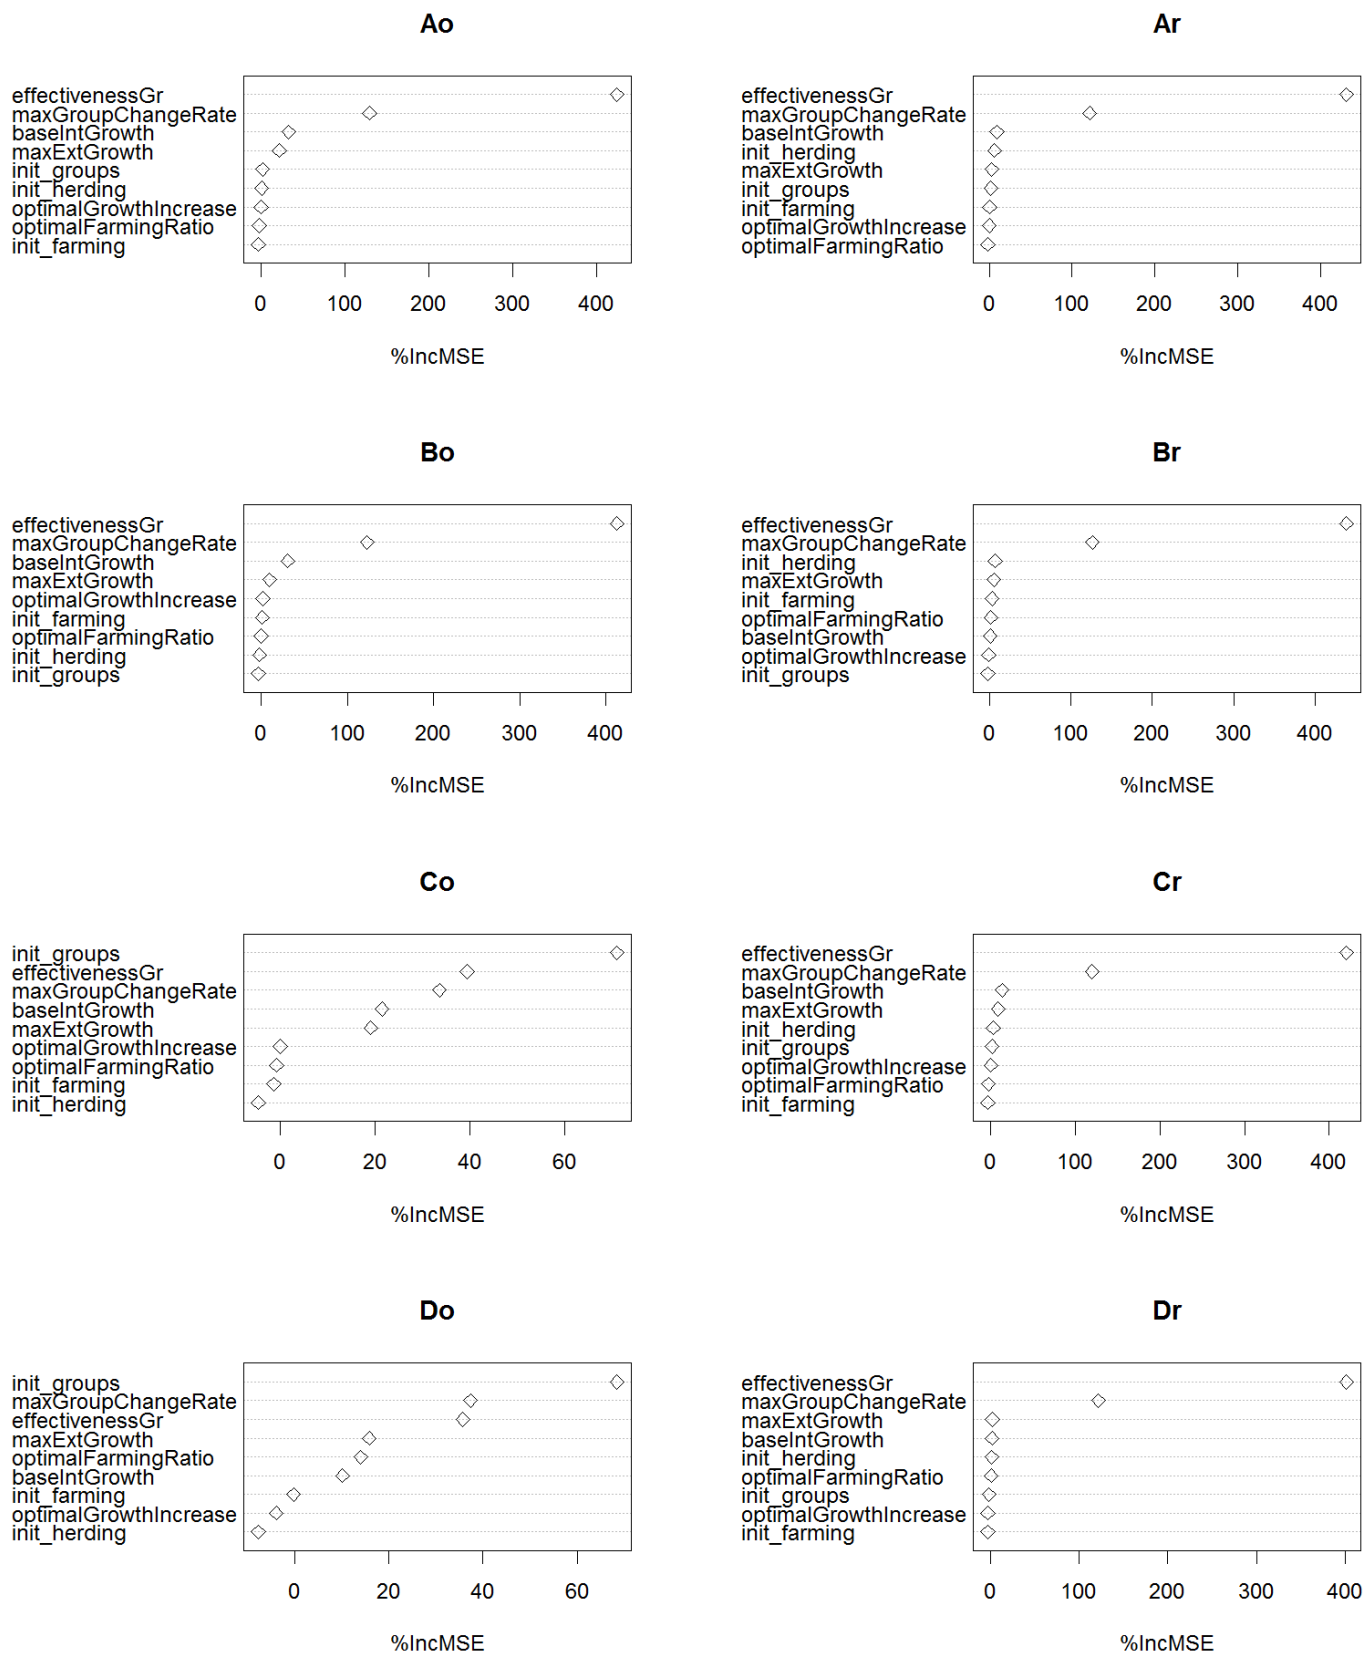 Ao
effectivenessGr
maxGroupChangeRate
baseIntGrowth
maxExtGrowth
init_groups
init_herding
optimalGrowthIncrease
optimalFarmingRatio
init_farming
0 100 200 300 400
%IncMSE
Ar
effectivenessGr
maxGroupChangeRate
baseIntGrowth
init_herding
maxExtGrowth
init_groups
init_farming
optimalGrowthIncrease
optimalFarmingRatio
0 100 200 300 400
%IncMSE
Bo
effectivenessGr
maxGroupChangeRate
baseIntGrowth
maxExtGrowth
optimalGrowthIncrease
init_farming
optimalFarmingRatio
init_herding
init_groups
0 100 200 300 400
%IncMSE
Br
effectivenessGr
maxGroupChangeRate
init_herding
maxExtGrowth
init_farming
optimalFarmingRatio
baseIntGrowth
optimalGrowthIncrease
init_groups
0 100 200 300 400
%IncMSE
Co
init_groups
effectivenessGr
maxGroupChangeRate
baseIntGrowth
maxExtGrowth
optimalGrowthIncrease
optimalFarmingRatio
init_farming
init_herding
0 20 40 60
%IncMSE
Cr
effectivenessGr
maxGroupChangeRate
baseIntGrowth
maxExtGrowth
init_herding
init_groups
optimalGrowthIncrease
optimalFarmingRatio
init_farming
0 100 200 300 400
%IncMSE
Do
init_groups
maxGroupChangeRate
effectivenessGr
maxExtGrowth
optimalFarmingRatio
baseIntGrowth
init_farming
optimalGrowthIncrease
init_herding
0 20 40 60
%IncMSE
Dr
effectivenessGr
maxGroupChangeRate
maxExtGrowth
baseIntGrowth
init_herding
optimalFarmingRatio
init_groups
optimalGrowthIncrease
init_farming
0 100 200 300 400
%IncMSE